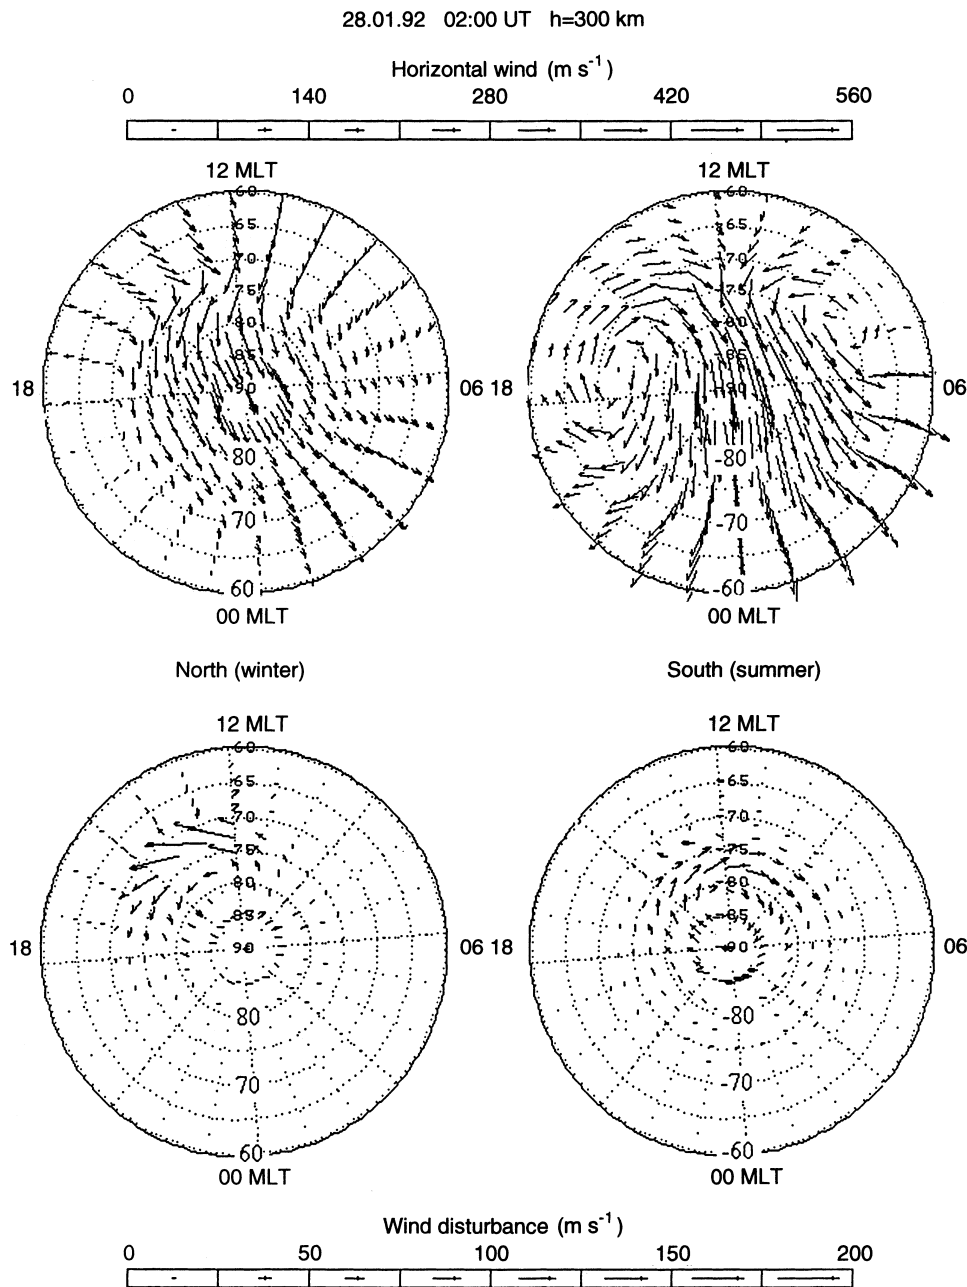 28.01.92 02:00 UT h=300 km
Horizontal wind (m s-1)
0 140 280 420 560
12 MLT 12 MLT
60 -60
65 -65
70 -70
75 -75
80 -80
85 -85
18 90 06 18 -90 06
80 -80
70 -70
60 -60
00 MLT 00 MLT
North (winter) South (summer)
12 MLT 12 MLT
60 -60
65 -65
70 -70
75 -75
80 -80
85 -85
18 90 06 18 -90 06
80 -80
70 -70
60 -60
00 MLT 00 MLT
Wind disturbance (m s-1)
0 50 100 150 200